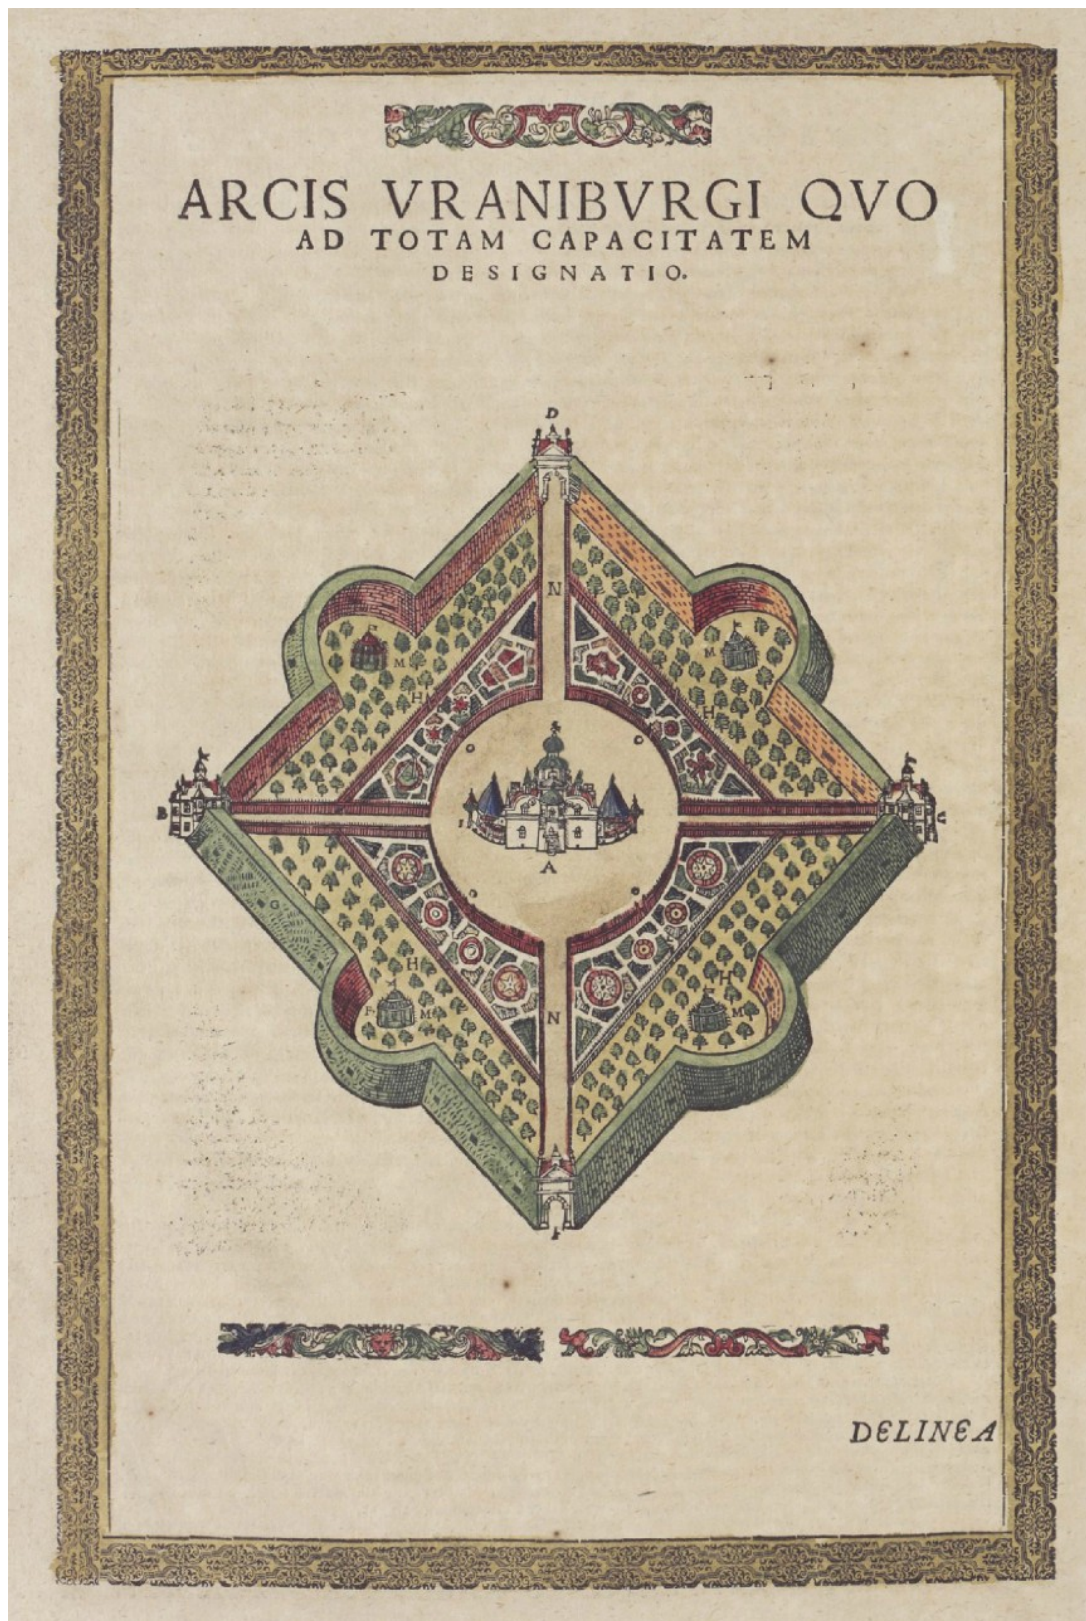 ARCIS VRANIBVRGI QVO
AD TOTAM CAPACITATEM
DESIGNATIO.
D
N
M
M
H
H
B
I
A
G
H
H
F
M
M
N
DELINEA